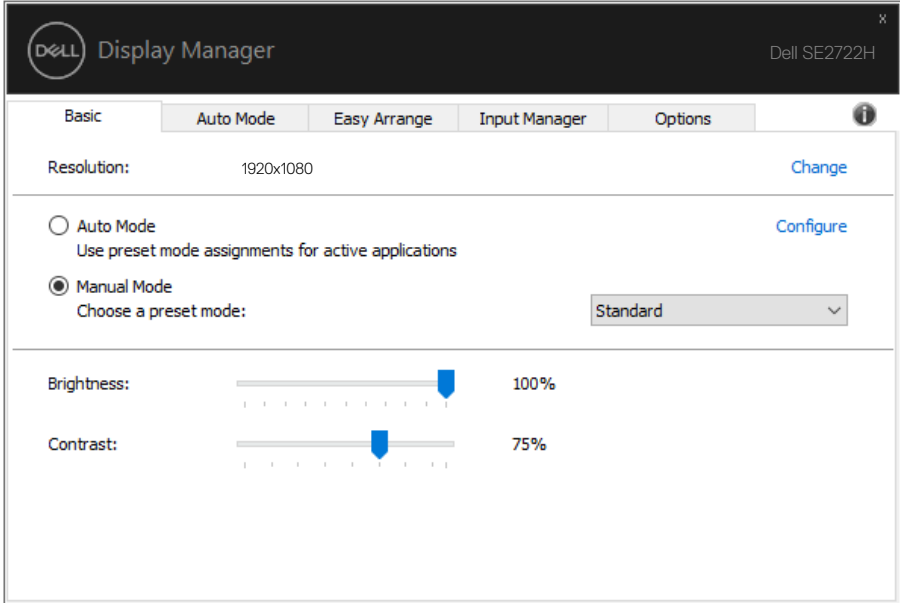 DELL Display Manager
x
Dell SE2722H
Basic Auto Mode Easy Arrange Input Manager Options i
Resolution: 1920x1080 Change
Auto Mode Configure
Use preset mode assignments for active applications
Manual Mode
Choose a preset mode: Standard
Brightness: 100%
Contrast: 75%